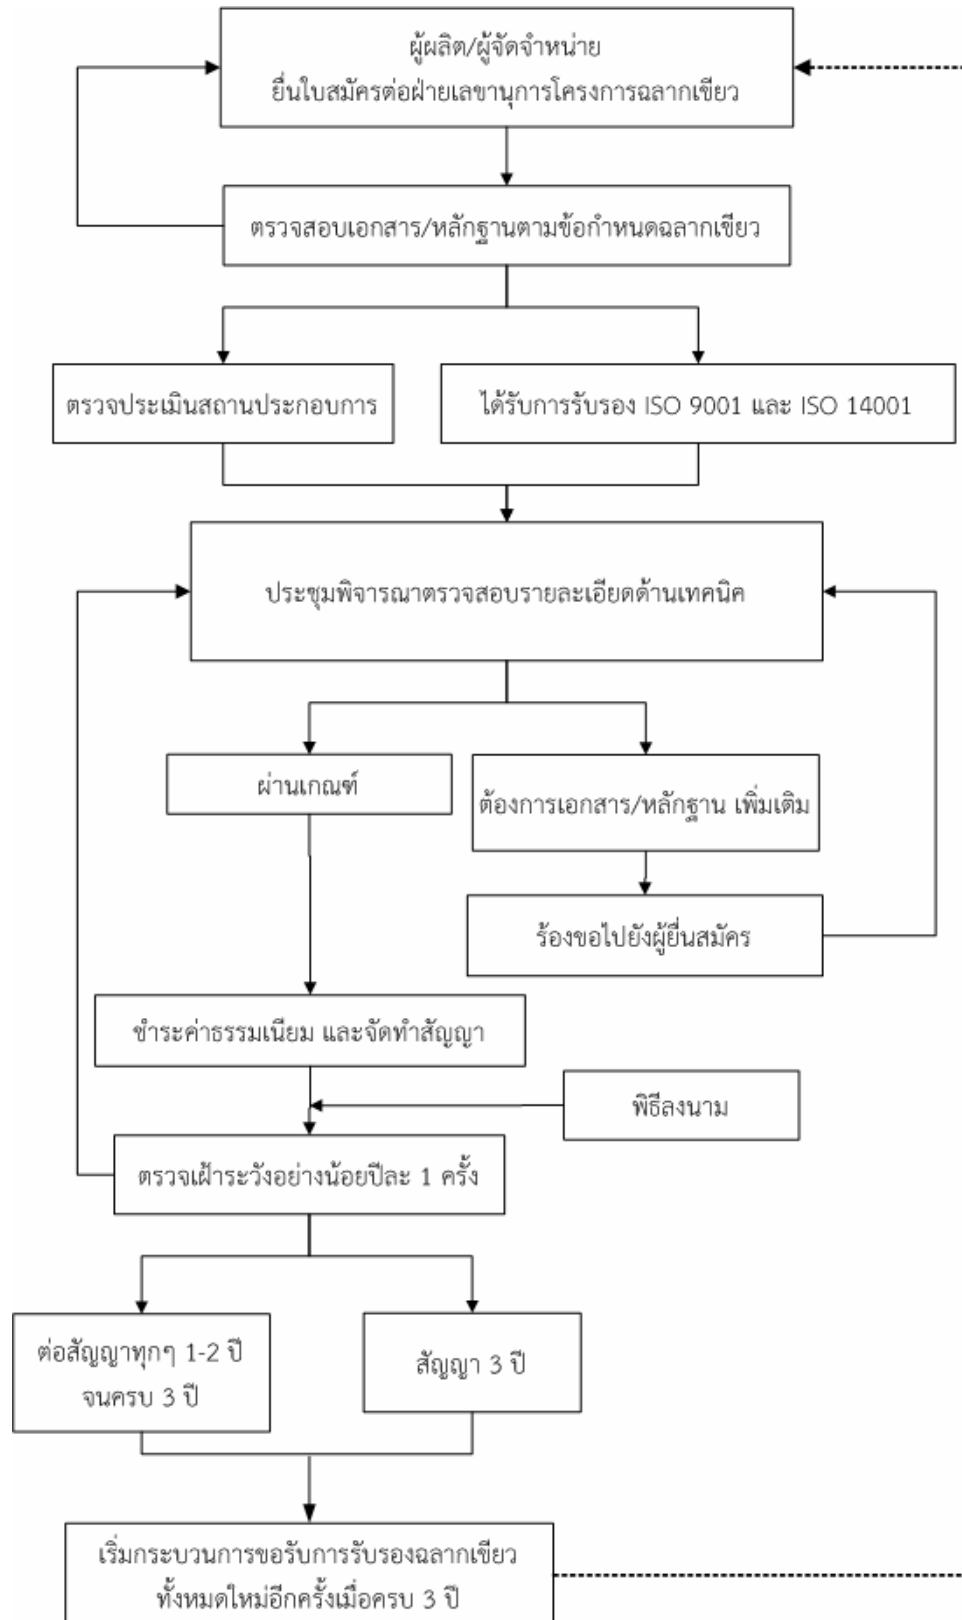 ผู้ผลิต/ผู้จัดจำหน่าย
ยื่นใบสมัครต่อฝ่ายเลขานุการโครงการฉลากเขียว
ตรวจสอบเอกสาร/หลักฐานตามข้อกำหนดฉลากเขียว
ตรวจประเมินสถานประกอบการ
ได้รับการรับรอง ISO 9001 และ ISO 14001
ประชุมพิจารณาตรวจสอบรายละเอียดด้านเทคนิค
ผ่านเกณฑ์
ต้องการเอกสาร/หลักฐาน เพิ่มเติม
ร้องขอไปยังผู้ยื่นสมัคร
ชำระค่าธรรมเนียม และจัดทำสัญญา
พิธีลงนาม
ตรวจเฝ้าระวังอย่างน้อยปีละ 1 ครั้ง
ต่อสัญญาทุกๆ 1-2 ปี
จนครบ 3 ปี
สัญญา 3 ปี
เริ่มกระบวนการขอรับการรับรองฉลากเขียว
ทั้งหมดใหม่อีกครั้งเมื่อครบ 3 ปี